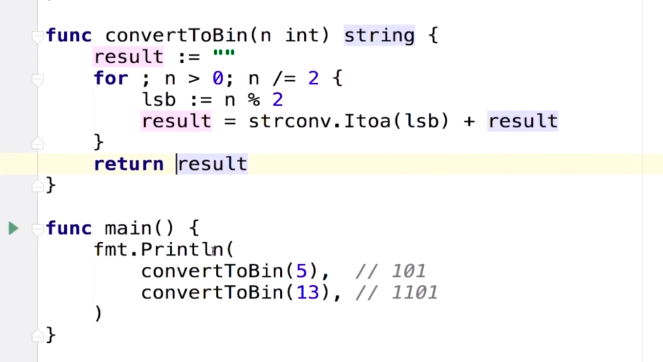 func convertToBin(n int) string {
    result := ""
    for ; n > 0; n /= 2 {
        lsb := n % 2
        result = strconv.Itoa(lsb) + result
    }
    return result
}
func main() {
    fmt.Println(
        convertToBin(5),  // 101
        convertToBin(13), // 1101
    )
}